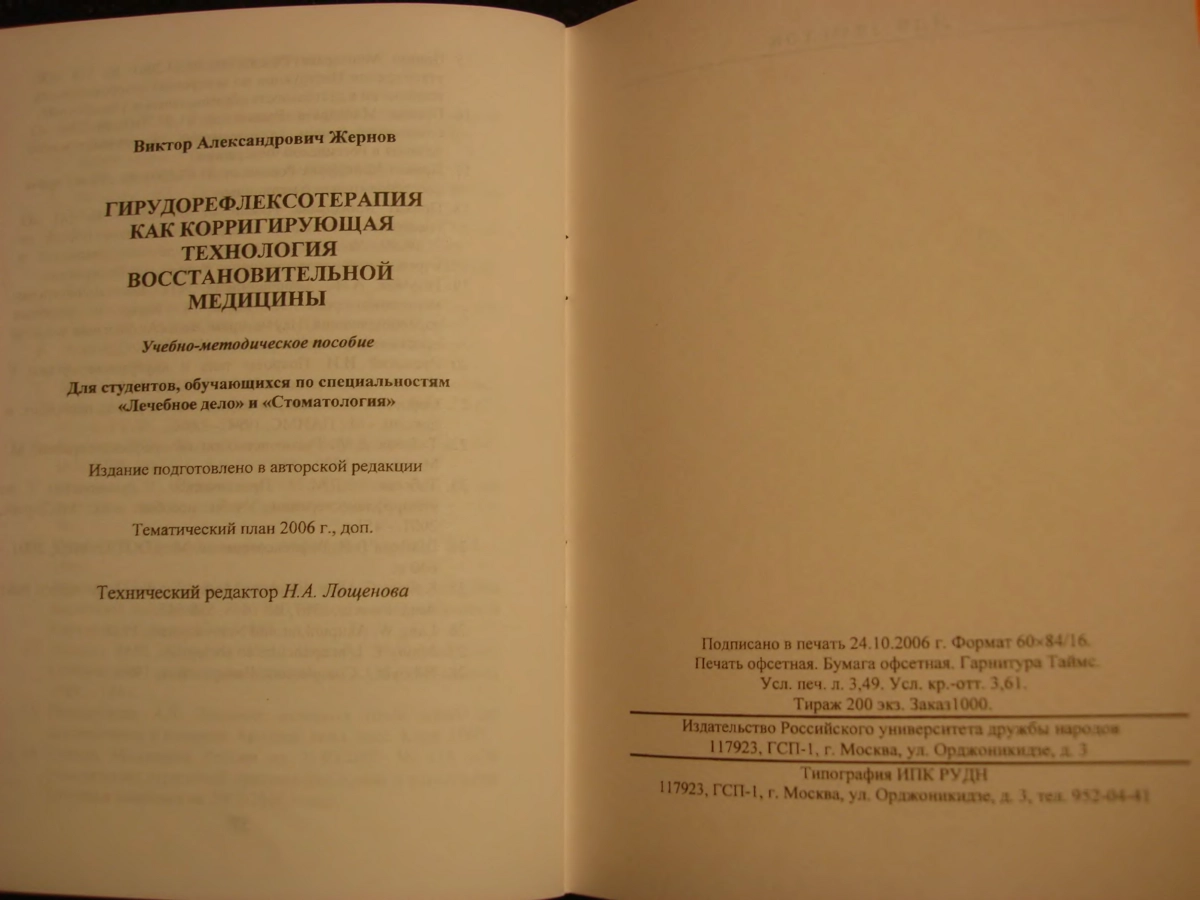 Виктор Александрович Жернов
ГИРУДОРЕФЛЕКСОТЕРАПИЯ
КАК КОРРИГИРУЮЩАЯ
ТЕХНОЛОГИЯ
ВОССТАНОВИТЕЛЬНОЙ
МЕДИЦИНЫ
Учебно-методическое пособие
Для студентов, обучающихся по специальностям
«Лечебное дело» и «Стоматология»
Издание подготовлено в авторской редакции
Тематический план 2006 г., доп.
Технический редактор Н.А. Лощенова
Подписано в печать 24.10.2006 г. Формат 60×84/16.
Печать офсетная. Бумага офсетная. Гарнитура Таймс.
Усл. печ. л. 3,49. Усл. кр.-отт. 3,61.
Тираж 200 экз. Заказ1000.
Издательство Российского университета дружбы народов
117923, ГСП-1, г. Москва, ул. Орджоникидзе, д. 3
Типография ИПК РУДН
117923, ГСП-1, г. Москва, ул. Орджоникидзе, д. 3, тел. 952-04-41